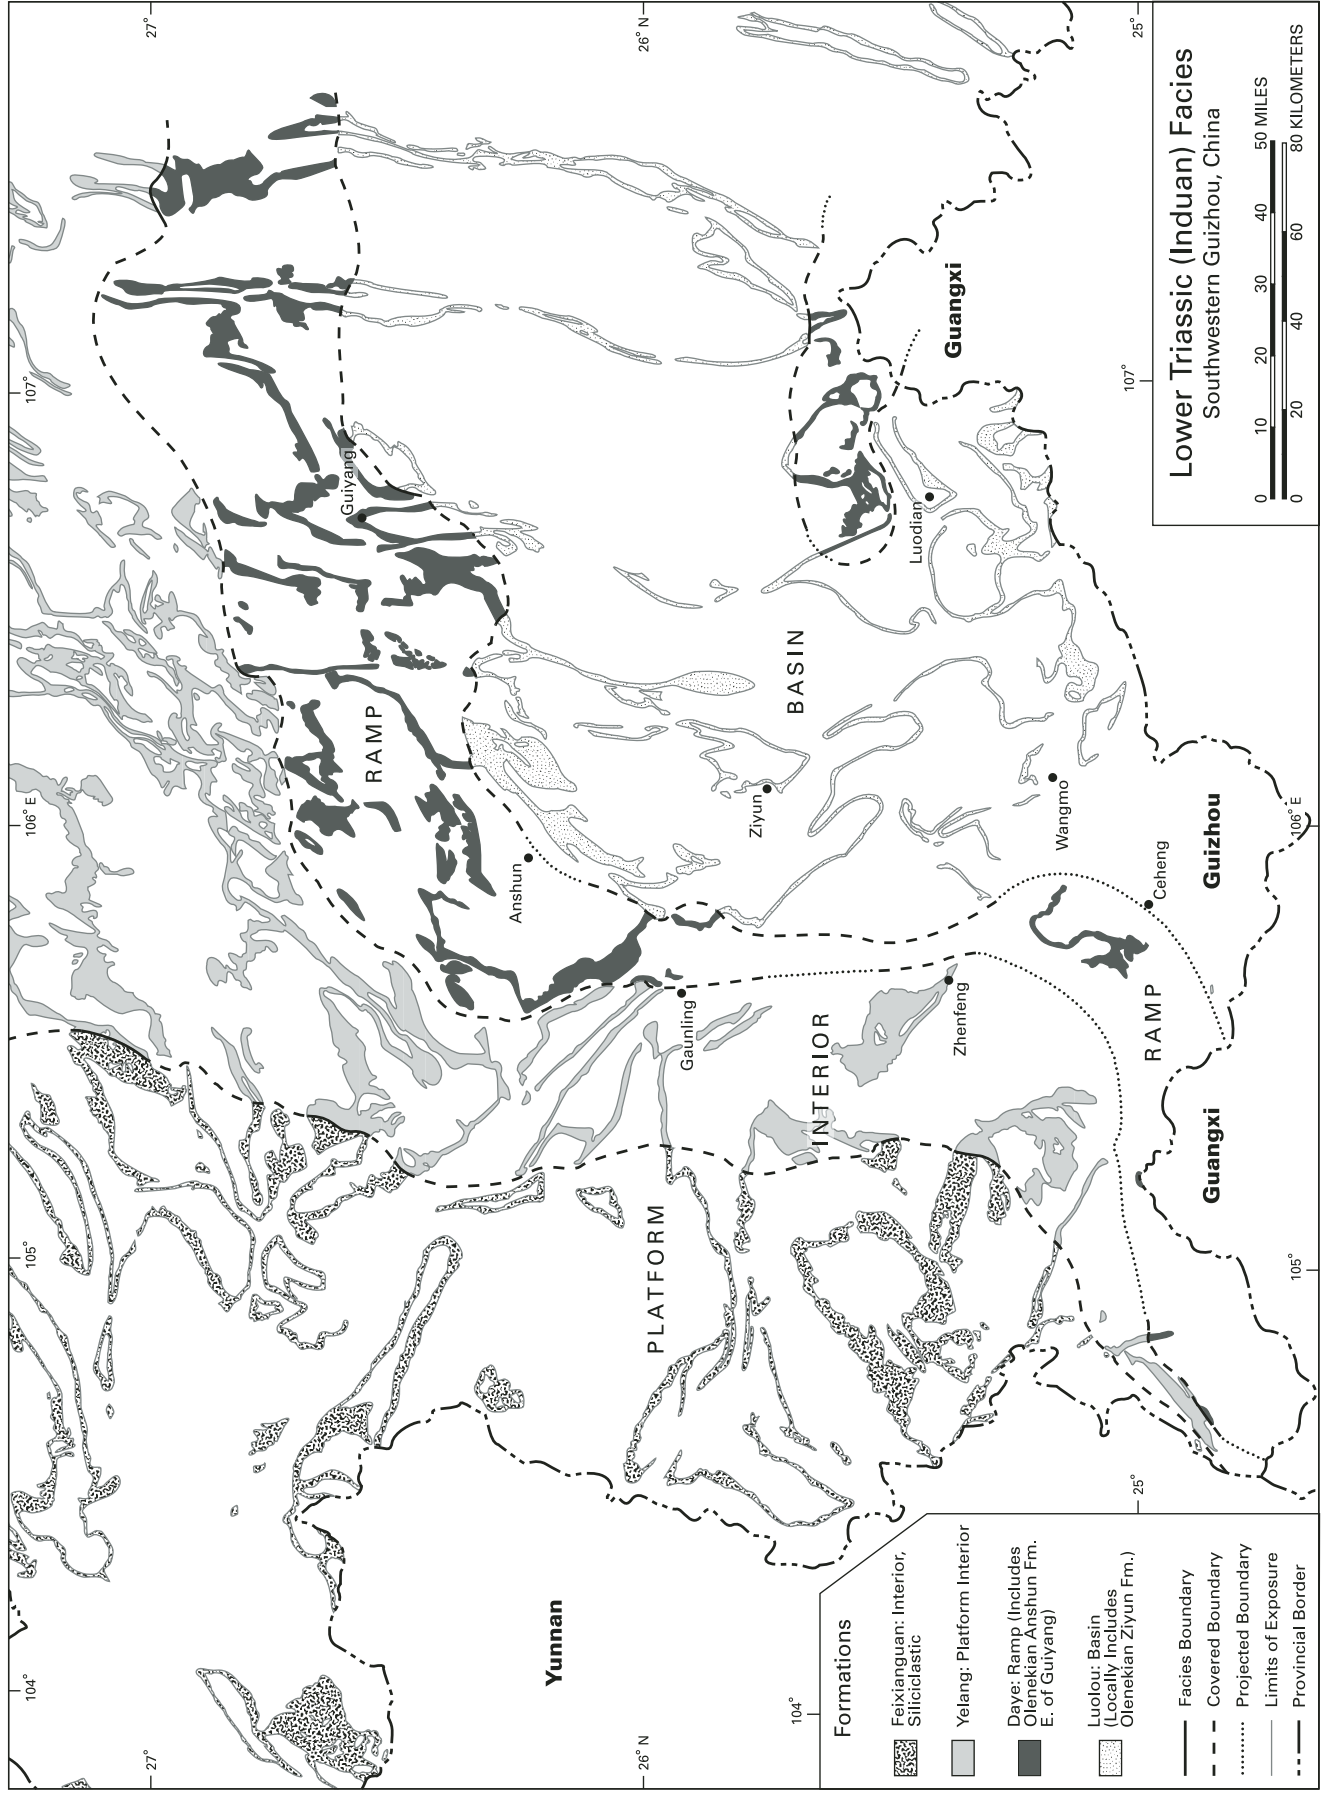 Lower Triassic (Induan) Facies
Southwestern Guizhou, China
0 10 20 30 40 50 MILES
0 20 40 60 80 KILOMETERS
Formations
Feixianguan: Interior,
Siliciclastic
Yelang: Platform Interior
Daye: Ramp (Includes
Olenekian Anshun Fm.
E. of Guiyang)
Luolou: Basin
(Locally Includes
Olenekian Ziyun Fm.)
Facies Boundary
Covered Boundary
Projected Boundary
Limits of Exposure
Provincial Border
104°
105°
106° E
107°
27°
26° N
25°
27°
26° N
25°
104°
105°
106° E
107°
Yunnan
Guangxi
Guizhou
Guangxi
PLATFORM
INTERIOR
RAMP
RAMP
BASIN
Guiyang
Anshun
Gaunling
Zhenfeng
Ziyun
Wangmo
Ceheng
Luodian